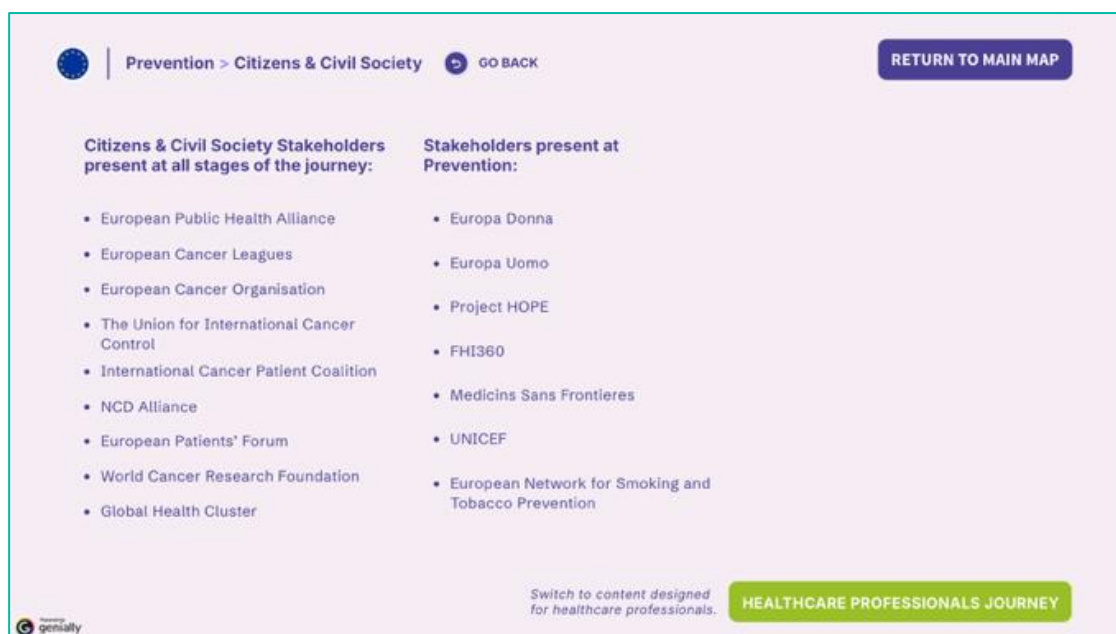 Prevention > Citizens & Civil Society
GO BACK
RETURN TO MAIN MAP
Citizens & Civil Society Stakeholders
present at all stages of the journey:
• European Public Health Alliance
• European Cancer Leagues
• European Cancer Organisation
• The Union for International Cancer
Control
• International Cancer Patient Coalition
• NCD Alliance
• European Patients' Forum
• World Cancer Research Foundation
• Global Health Cluster
Stakeholders present at
Prevention:
• Europa Donna
• Europa Uomo
• Project HOPE
• FHI360
• Medicins Sans Frontieres
• UNICEF
• European Network for Smoking and
Tobacco Prevention
Switch to content designed
for healthcare professionals.
HEALTHCARE PROFESSIONALS JOURNEY
genially